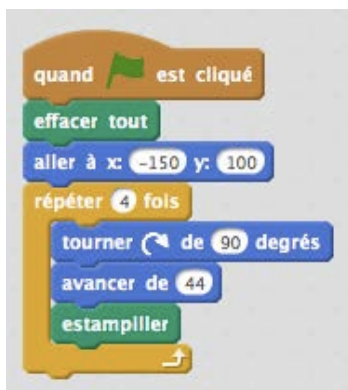 quand est cliqué
effacer tout
aller à x: -150 y: 100
répéter 4 fois
tourner de 90 degrés
avancer de 44
estampiller